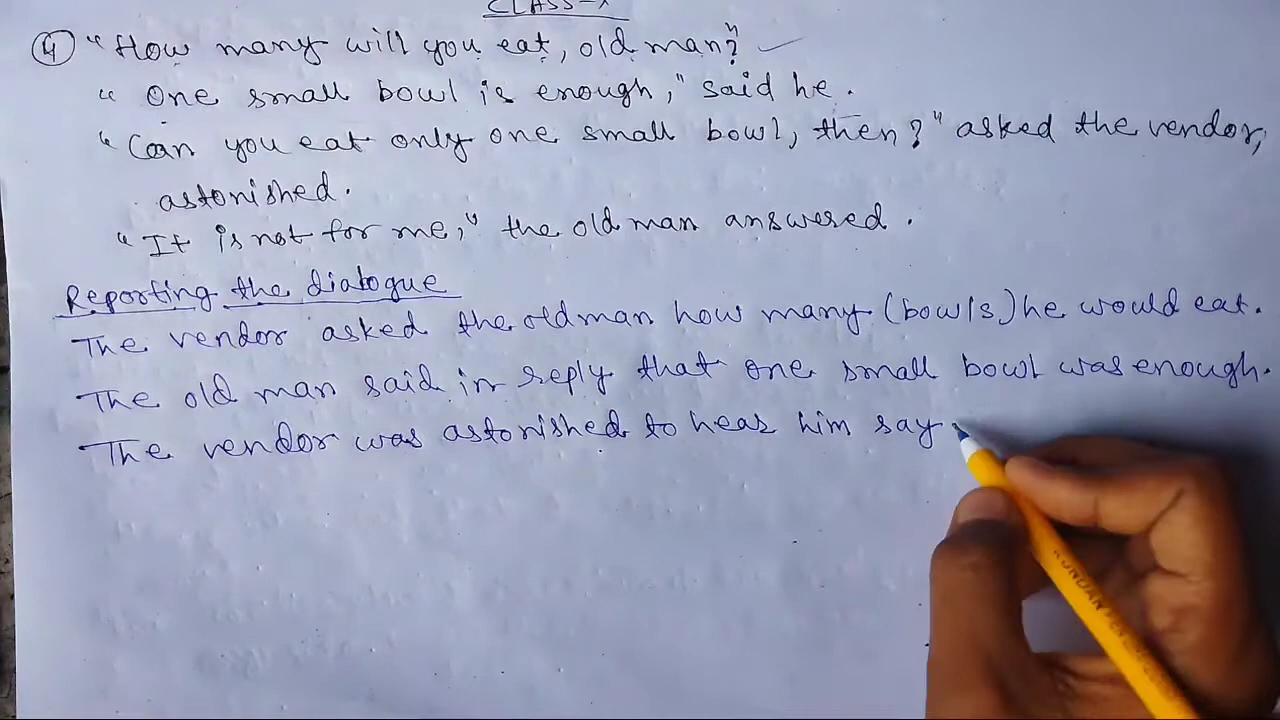 CLASS-X
④ "How many will you eat, old man?"
" One small bowl is enough," said he.
"Can you eat only one small bowl, then?" asked the vendor,
astonished.
"It is not for me," the old man answered.
Reporting the dialogue
The vendor asked the old man how many (bowls) he would eat.
The old man said in reply that one small bowl was enough.
The vendor was astonished to hear him say